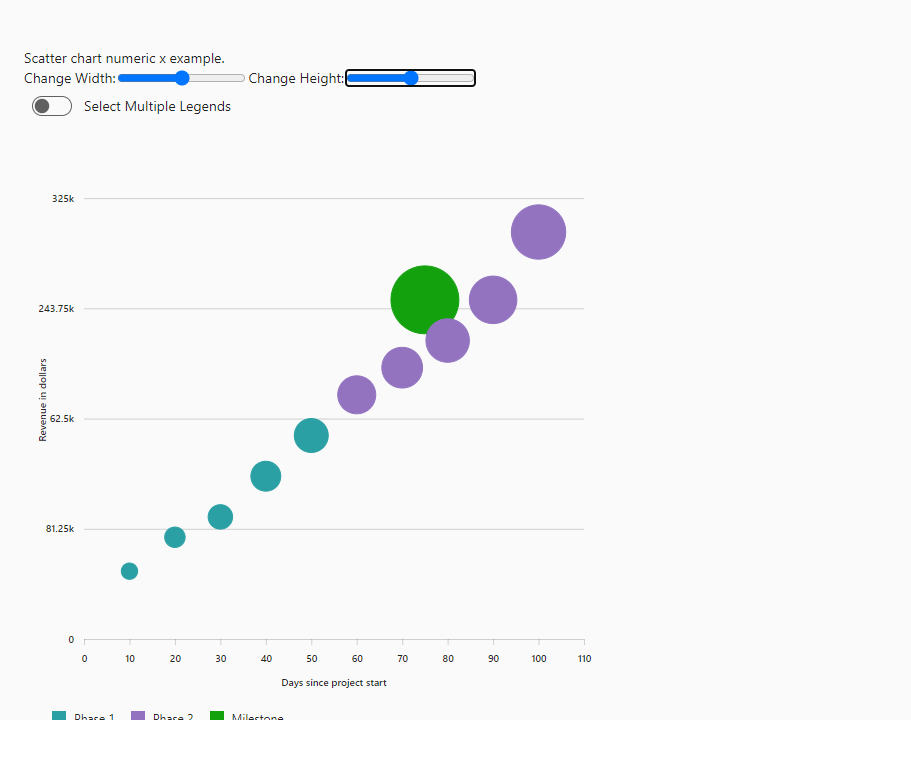 Scatter chart numeric x example.
Change Width: Change Height:
Select Multiple Legends
325k
243.75k
62.5k
81.25k
0
Revenue in dollars
0 10 20 30 40 50 60 70 80 90 100 110
Days since project start
Phase 1 Phase 2 Milestone